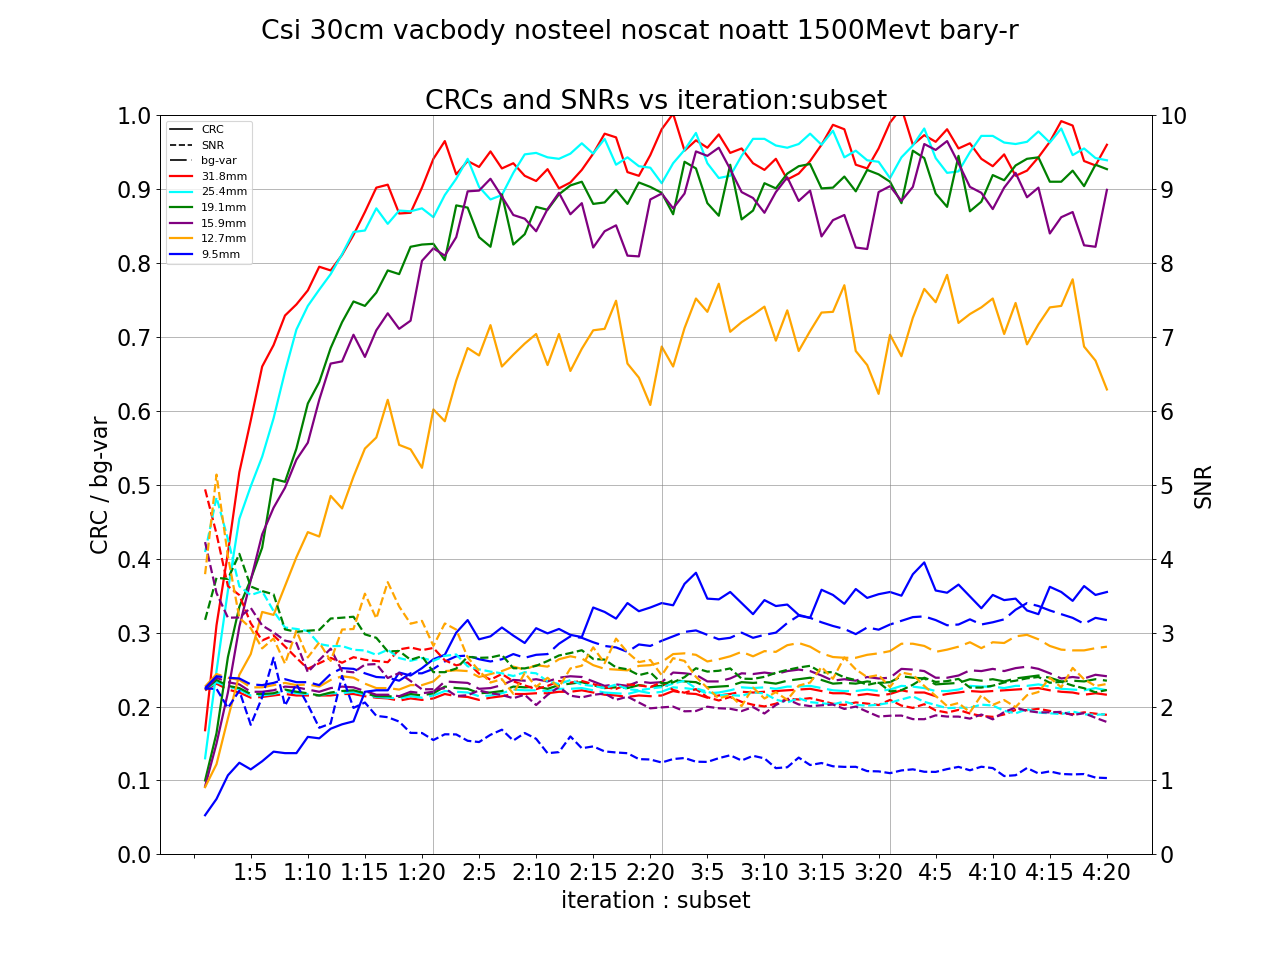 Csi 30cm vacbody nosteel noscat noatt 1500Mevt bary-r
CRCs and SNRs vs iteration:subset
CRC
SNR
bg-var
31.8mm
25.4mm
19.1mm
15.9mm
12.7mm
9.5mm
CRC / bg-var
1.0
0.9
0.8
0.7
0.6
0.5
0.4
0.3
0.2
0.1
0.0
10
9
8
7
6
5
4
3
2
1
0
SNR
1:5 1:10 1:15 1:20 2:5 2:10 2:15 2:20 3:5 3:10 3:15 3:20 4:5 4:10 4:15 4:20
iteration : subset